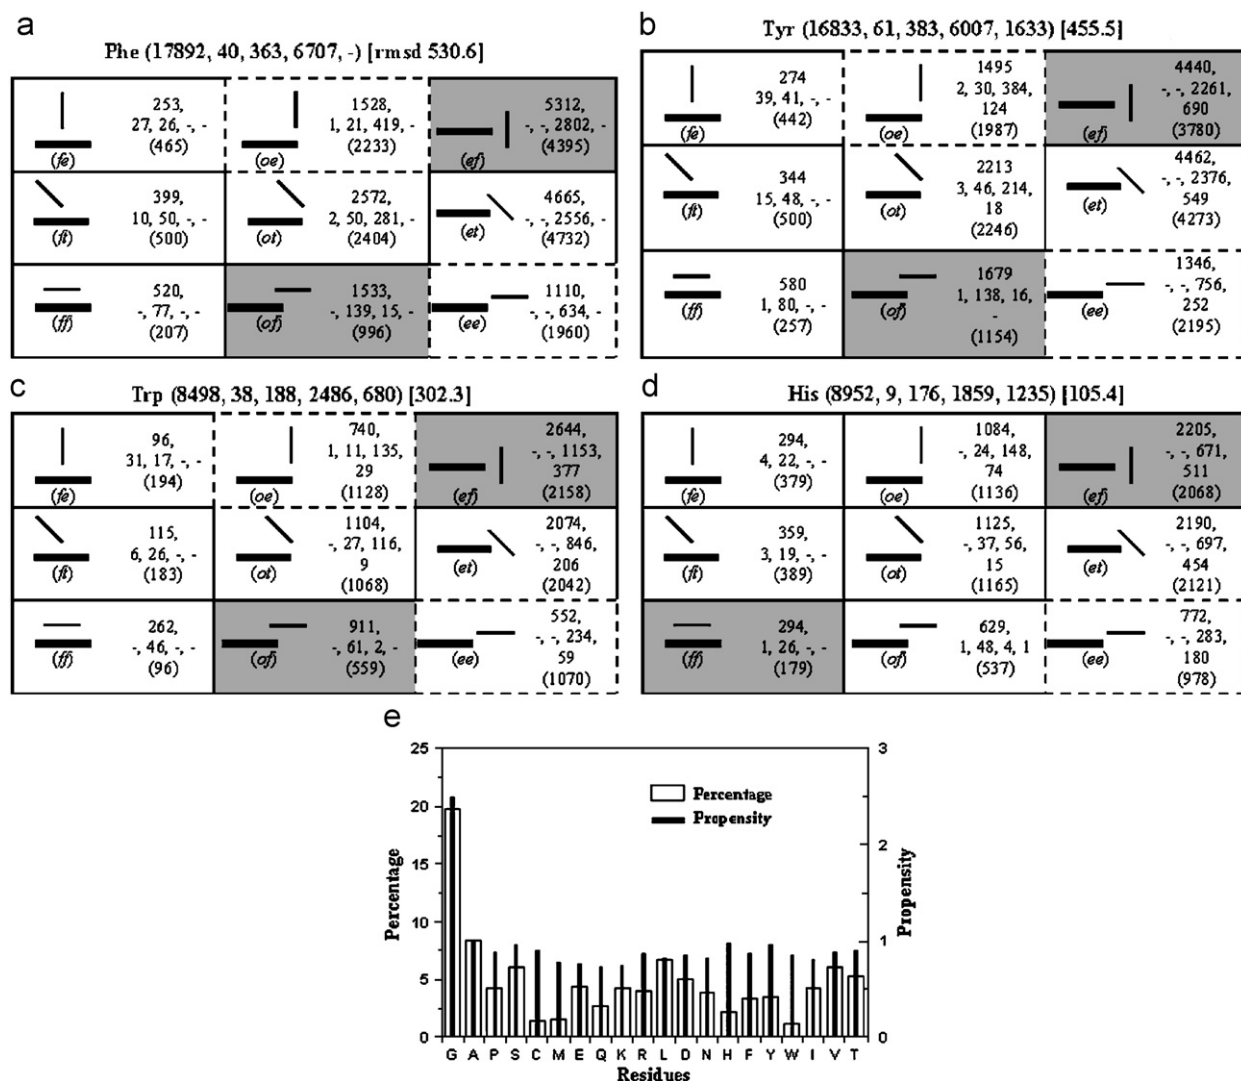 a
Phe (17892, 40, 363, 6707, -) [rmsd 530.6]
253,
27, 26, -, -
(465)
(fe)
1528,
1, 21, 419, -
(2233)
(oe)
5312,
-, -, 2802, -
(4395)
(ef)
399,
10, 50, -, -
(500)
(ft)
2572,
2, 50, 281, -
(2404)
(ot)
4665,
-, -, 2556, -
(4732)
(et)
520,
-, 77, -, -
(207)
(ff)
1533,
-, 139, 15, -
(996)
(of)
1110,
-, -, 634, -
(1960)
(ee)
b
Tyr (16833, 61, 383, 6007, 1633) [455.5]
274
39, 41, -, -
(442)
(fe)
1495
2, 30, 384,
124
(1987)
(oe)
4440,
-, -, 2261,
690
(3780)
(ef)
344
15, 48, -, -
(500)
(ft)
2213
3, 46, 214,
18
(2246)
(ot)
4462,
-, -, 2376,
549
(4273)
(et)
580
1, 80, -, -
(257)
(ff)
1679
1, 138, 16,
-
(1154)
(of)
1346,
-, -, 756,
252
(2195)
(ee)
c
Trp (8498, 38, 188, 2486, 680) [302.3]
96,
31, 17, -, -
(194)
(fe)
740,
1, 11, 135,
29
(1128)
(oe)
2644,
-, -, 1153,
377
(2158)
(ef)
115,
6, 26, -, -
(183)
(ft)
1104,
-, 27, 116,
9
(1068)
(ot)
2074,
-, -, 846,
206
(2042)
(et)
262,
-, 46, -, -
(96)
(ff)
911,
-, 61, 2, -
(559)
(of)
552,
-, -, 234,
59
(1070)
(ee)
d
His (8952, 9, 176, 1859, 1235) [105.4]
294,
4, 22, -, -
(379)
(fe)
1084,
-, 24, 148,
74
(1136)
(oe)
2205,
-, -, 671,
511
(2068)
(ef)
359,
3, 19, -, -
(389)
(ft)
1125,
-, 37, 56,
15
(1165)
(ot)
2190,
-, -, 697,
454
(2121)
(et)
294,
1, 26, -, -
(179)
(ff)
629,
1, 48, 4, 1
(537)
(of)
772,
-, -, 283,
180
(978)
(ee)
e
25
20
15
10
5
0
Percentage
Percentage
Propensity
3
2
1
0
Propensity
G A P S C M E Q K R L D N H F Y W I V T
Residues